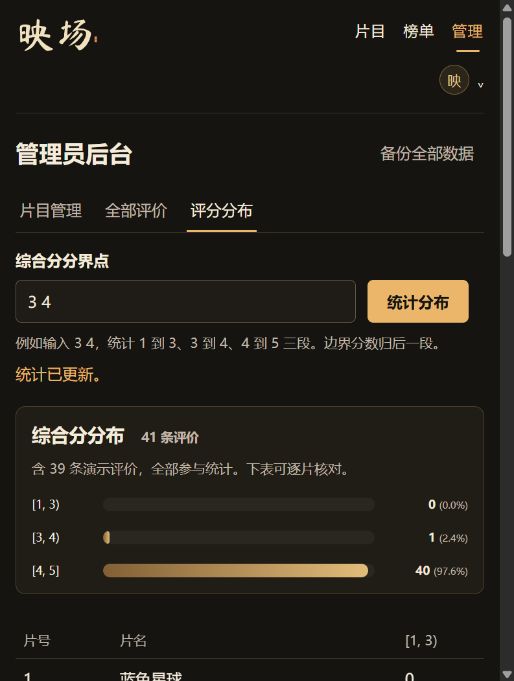 映场
片目 榜单 管理
映 v
管理员后台 备份全部数据
片目管理 全部评价 评分分布
综合分分界点
3 4 统计分布
例如输入 3 4，统计 1 到 3、3 到 4、4 到 5 三段。边界分数归后一段。
统计已更新。
综合分分布 41 条评价
含 39 条演示评价，全部参与统计。下表可逐片核对。
[1, 3) 0 (0.0%)
[3, 4) 1 (2.4%)
[4, 5] 40 (97.6%)
片号 片名 [1, 3)
1 蓝色星球 0